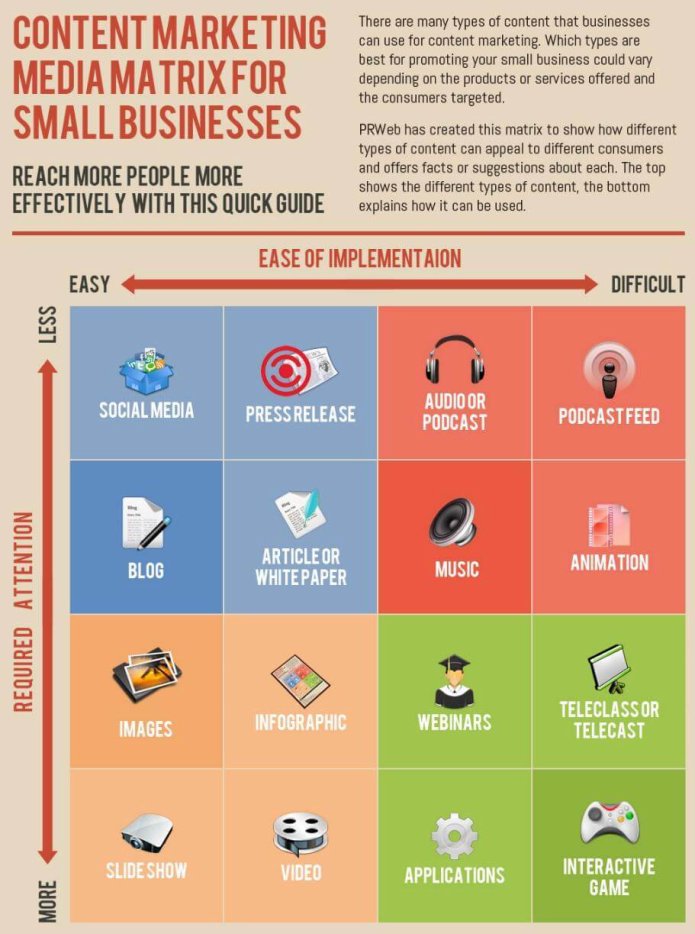 CONTENT MARKETING
MEDIA MATRIX FOR
SMALL BUSINESSES
REACH MORE PEOPLE MORE
EFFECTIVELY WITH THIS QUICK GUIDE
There are many types of content that businesses
can use for content marketing. Which types are
best for promoting your small business could vary
depending on the products or services offered and
the consumers targeted.
PRWeb has created this matrix to show how different
types of content can appeal to different consumers
and offers facts or suggestions about each. The top
shows the different types of content, the bottom
explains how it can be used.
EASE OF IMPLEMENTAION
EASY
DIFFICULT
LESS
REQUIRED ATTENTION
MORE
SOCIAL MEDIA
PRESS RELEASE
AUDIO OR
PODCAST
PODCAST FEED
BLOG
ARTICLE OR
WHITE PAPER
MUSIC
ANIMATION
IMAGES
INFOGRAPHIC
WEBINARS
TELECLASS OR
TELECAST
SLIDE SHOW
VIDEO
APPLICATIONS
INTERACTIVE
GAME